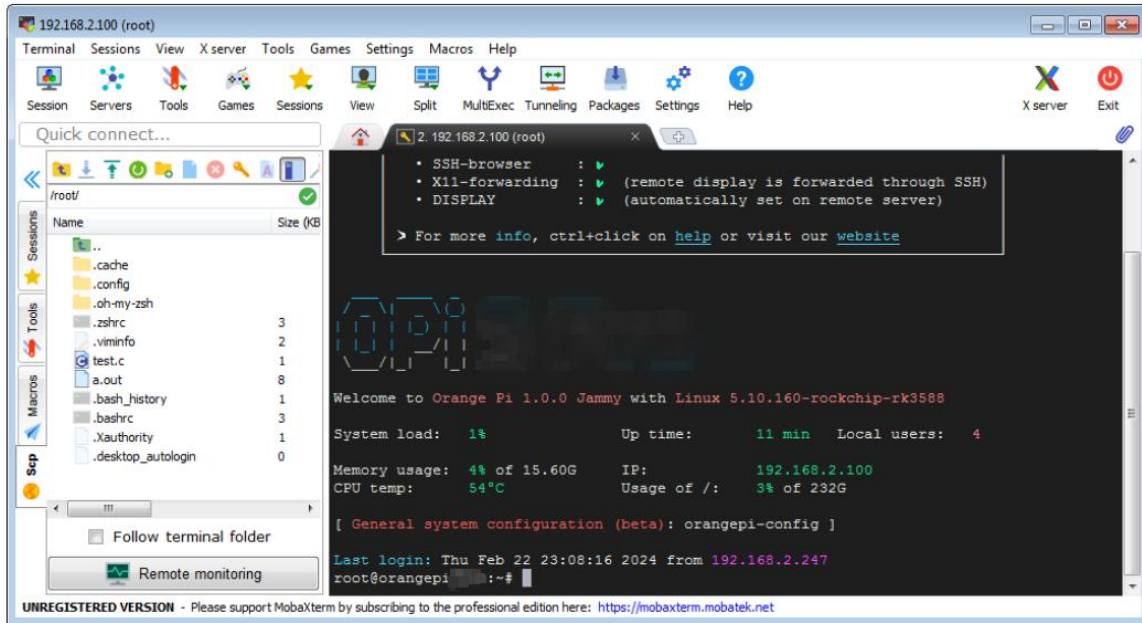 192.168.2.100 (root)
Terminal Sessions View X server Tools Games Settings Macros Help
Session Servers Tools Games Sessions View Split MultiExec Tunneling Packages Settings Help X server Exit
Quick connect...
2. 192.168.2.100 (root)
/root/
Name Size (KB
..
.cache
.config
.oh-my-zsh
.zshrc 3
.viminfo 2
test.c 1
a.out 8
.bash_history 1
.bashrc 3
.Xauthority 1
.desktop_autologin 0
Sessions
Tools
Macros
Scp
Follow terminal folder
Remote monitoring
• SSH-browser : ✔
• X11-forwarding : ✔ (remote display is forwarded through SSH)
• DISPLAY : ✔ (automatically set on remote server)
> For more info, ctrl+click on help or visit our website
OPi
Welcome to Orange Pi 1.0.0 Jammy with Linux 5.10.160-rockchip-rk3588
System load: 1% Up time: 11 min Local users: 4
Memory usage: 4% of 15.60G IP: 192.168.2.100
CPU temp: 54°C Usage of /: 3% of 232G
[ General system configuration (beta): orangepi-config ]
Last login: Thu Feb 22 23:08:16 2024 from 192.168.2.247
root@orangepi :~#
UNREGISTERED VERSION - Please support MobaXterm by subscribing to the professional edition here: https://mobaxterm.mobatek.net